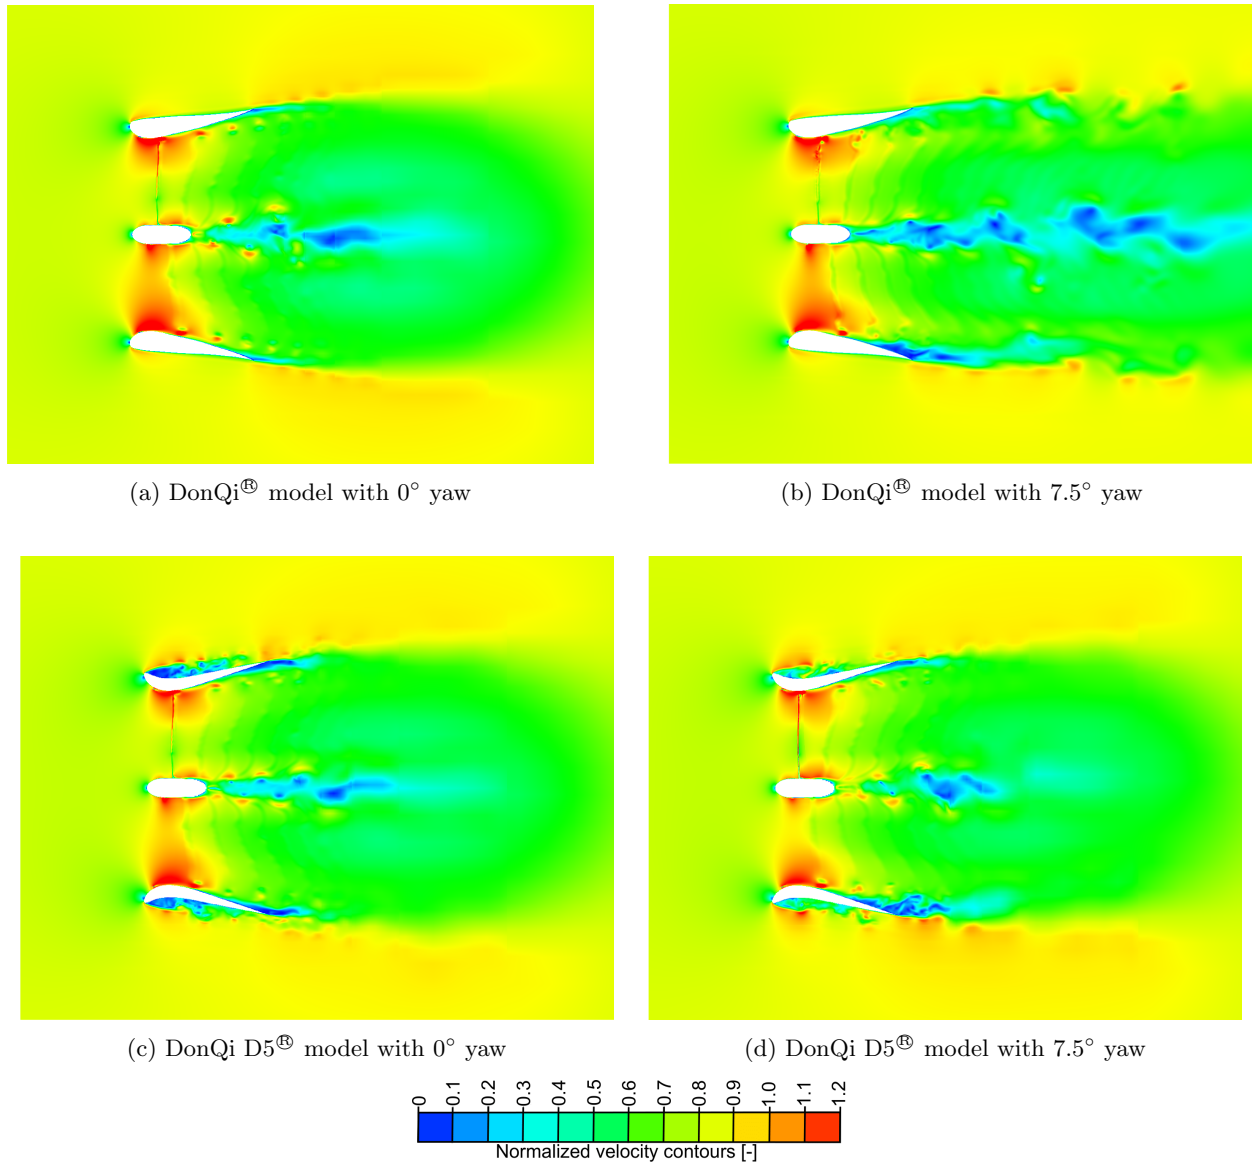 (a) DonQi® model with 0° yaw
(b) DonQi® model with 7.5° yaw
(c) DonQi D5® model with 0° yaw
(d) DonQi D5® model with 7.5° yaw
0 0.1 0.2 0.3 0.4 0.5 0.6 0.7 0.8 0.9 1.0 1.1 1.2
Normalized velocity contours [-]